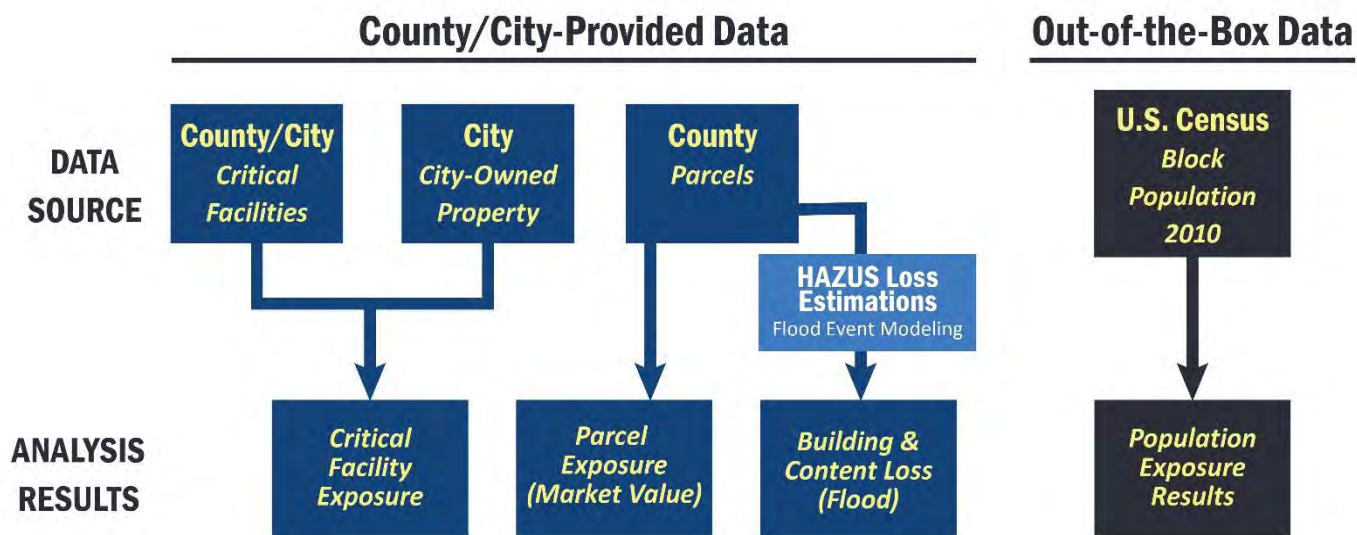 County/City-Provided Data
Out-of-the-Box Data
DATA
SOURCE
County/City
Critical
Facilities
City
City-Owned
Property
County
Parcels
U.S. Census
Block
Population
2010
HAZUS Loss
Estimations
Flood Event Modeling
ANALYSIS
RESULTS
Critical
Facility
Exposure
Parcel
Exposure
(Market Value)
Building &
Content Loss
(Flood)
Population
Exposure
Results